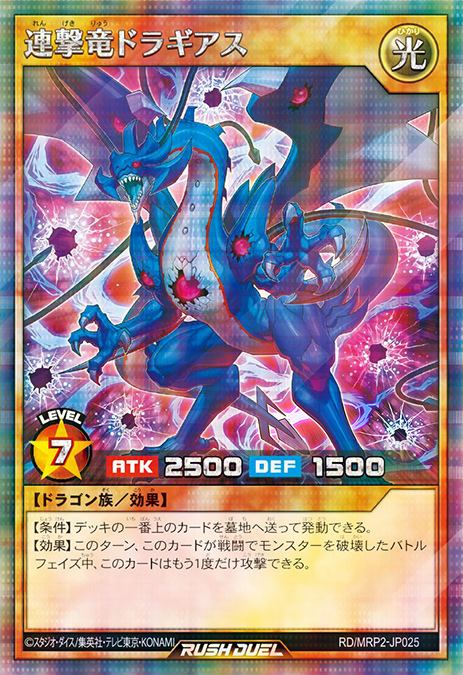 れん げき りゅう
連撃竜ドラギアス
ひかり
光
LEVEL
7
ATK 2500 DEF 1500
【ドラゴン族／効果】
【条件】デッキの一番上のカードを墓地へ送って発動できる。
【効果】このターン、このカードが戦闘でモンスターを破壊したバトル
フェイズ中、このカードはもう1度だけ攻撃できる。
©スタジオ・ダイス/集英社・テレビ東京・KONAMI
RUSH DUEL
RD/MRP2-JP025